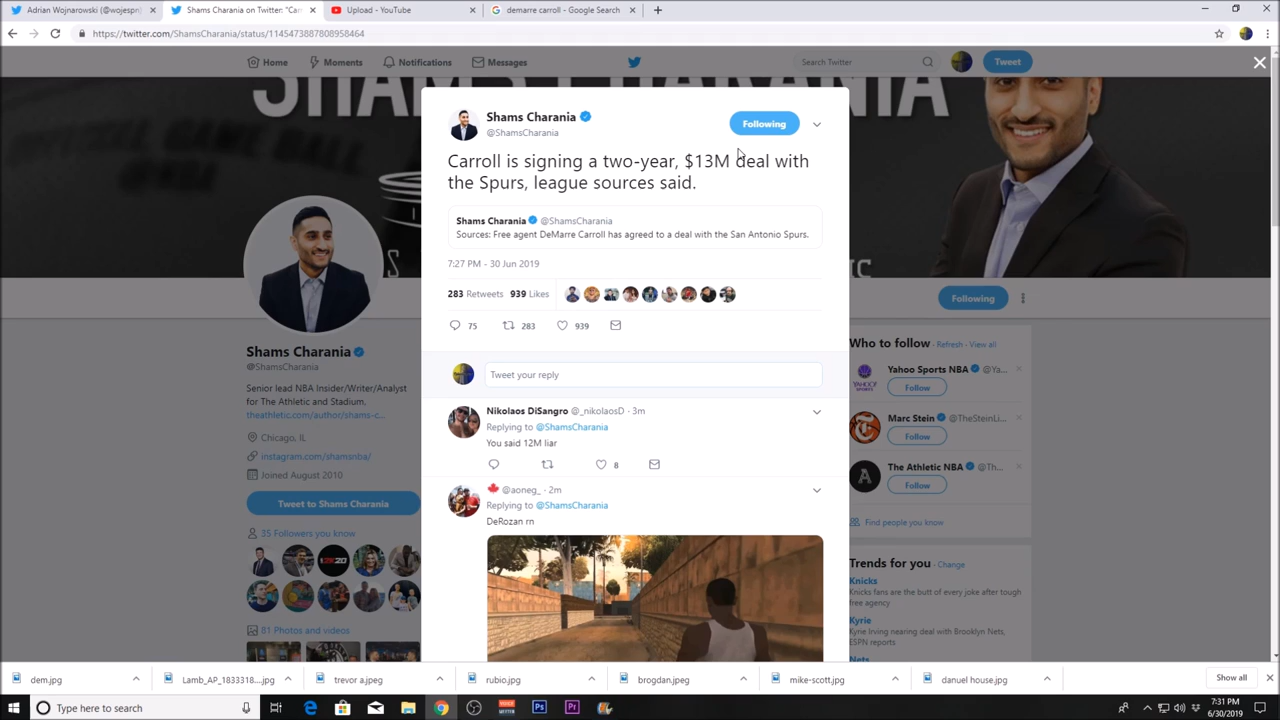 Adrian Wojnarowski (@wojespn)
Shams Charania on Twitter: "Car
Upload - YouTube
demarre carroll - Google Search
https://twitter.com/ShamsCharania/status/1145473887808958464
Home
Moments
Notifications
Messages
Search Twitter
Tweet
Shams Charania
@ShamsCharania
Following
Carroll is signing a two-year, $13M deal with
the Spurs, league sources said.
Shams Charania @ShamsCharania
Sources: Free agent DeMarre Carroll has agreed to a deal with the San Antonio Spurs.
7:27 PM - 30 Jun 2019
283 Retweets 939 Likes
75 283 939
Tweet your reply
Nikolaos DiSangro @_nikolaosD · 3m
Replying to @ShamsCharania
You said 12M liar
8
@aoneg_ · 2m
Replying to @ShamsCharania
DeRozan rn
Shams Charania
@ShamsCharania
Senior lead NBA Insider/Writer/Analyst
for The Athletic and Stadium,
theathletic.com/author/shams-c...
Chicago, IL
instagram.com/shamsnba/
Joined August 2010
Tweet to Shams Charania
35 Followers you know
2K20
81 Photos and videos
Following
Who to follow · Refresh · View all
Yahoo Sports NBA @Ya...
Follow
Marc Stein @TheSteinLi...
Follow
The Athletic NBA @Th...
Follow
Find people you know
Trends for you · Change
Knicks
Knicks fans are the butt of every joke after tough
free agency
Kyrie
Kyrie Irving nearing deal with Brooklyn Nets,
ESPN reports
Nets
dem.jpg
Lamb_AP_1833318....jpg
trevor a.jpeg
rubio.jpg
brogdan.jpeg
mike-scott.jpg
danuel house.jpg
Show all
Type here to search
7:31 PM
6/30/2019